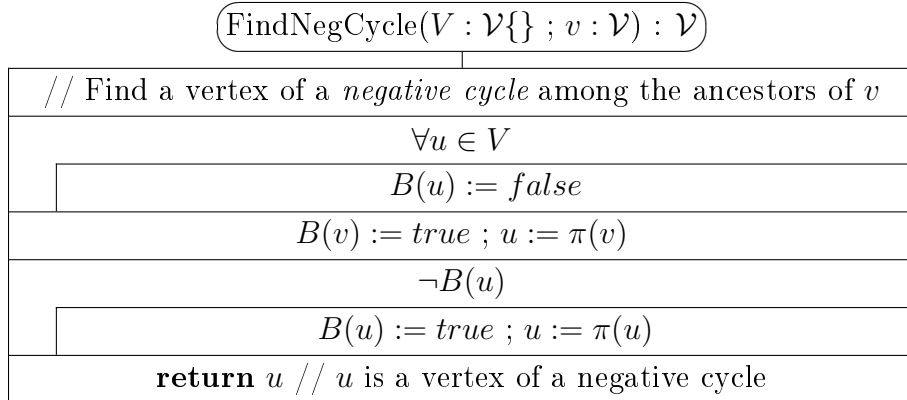 FindNegCycle(V : 𝒱{} ; v : 𝒱) : 𝒱
// Find a vertex of a negative cycle among the ancestors of v
∀u ∈ V
B(u) := false
B(v) := true ; u := π(v)
¬B(u)
B(u) := true ; u := π(u)
return u // u is a vertex of a negative cycle